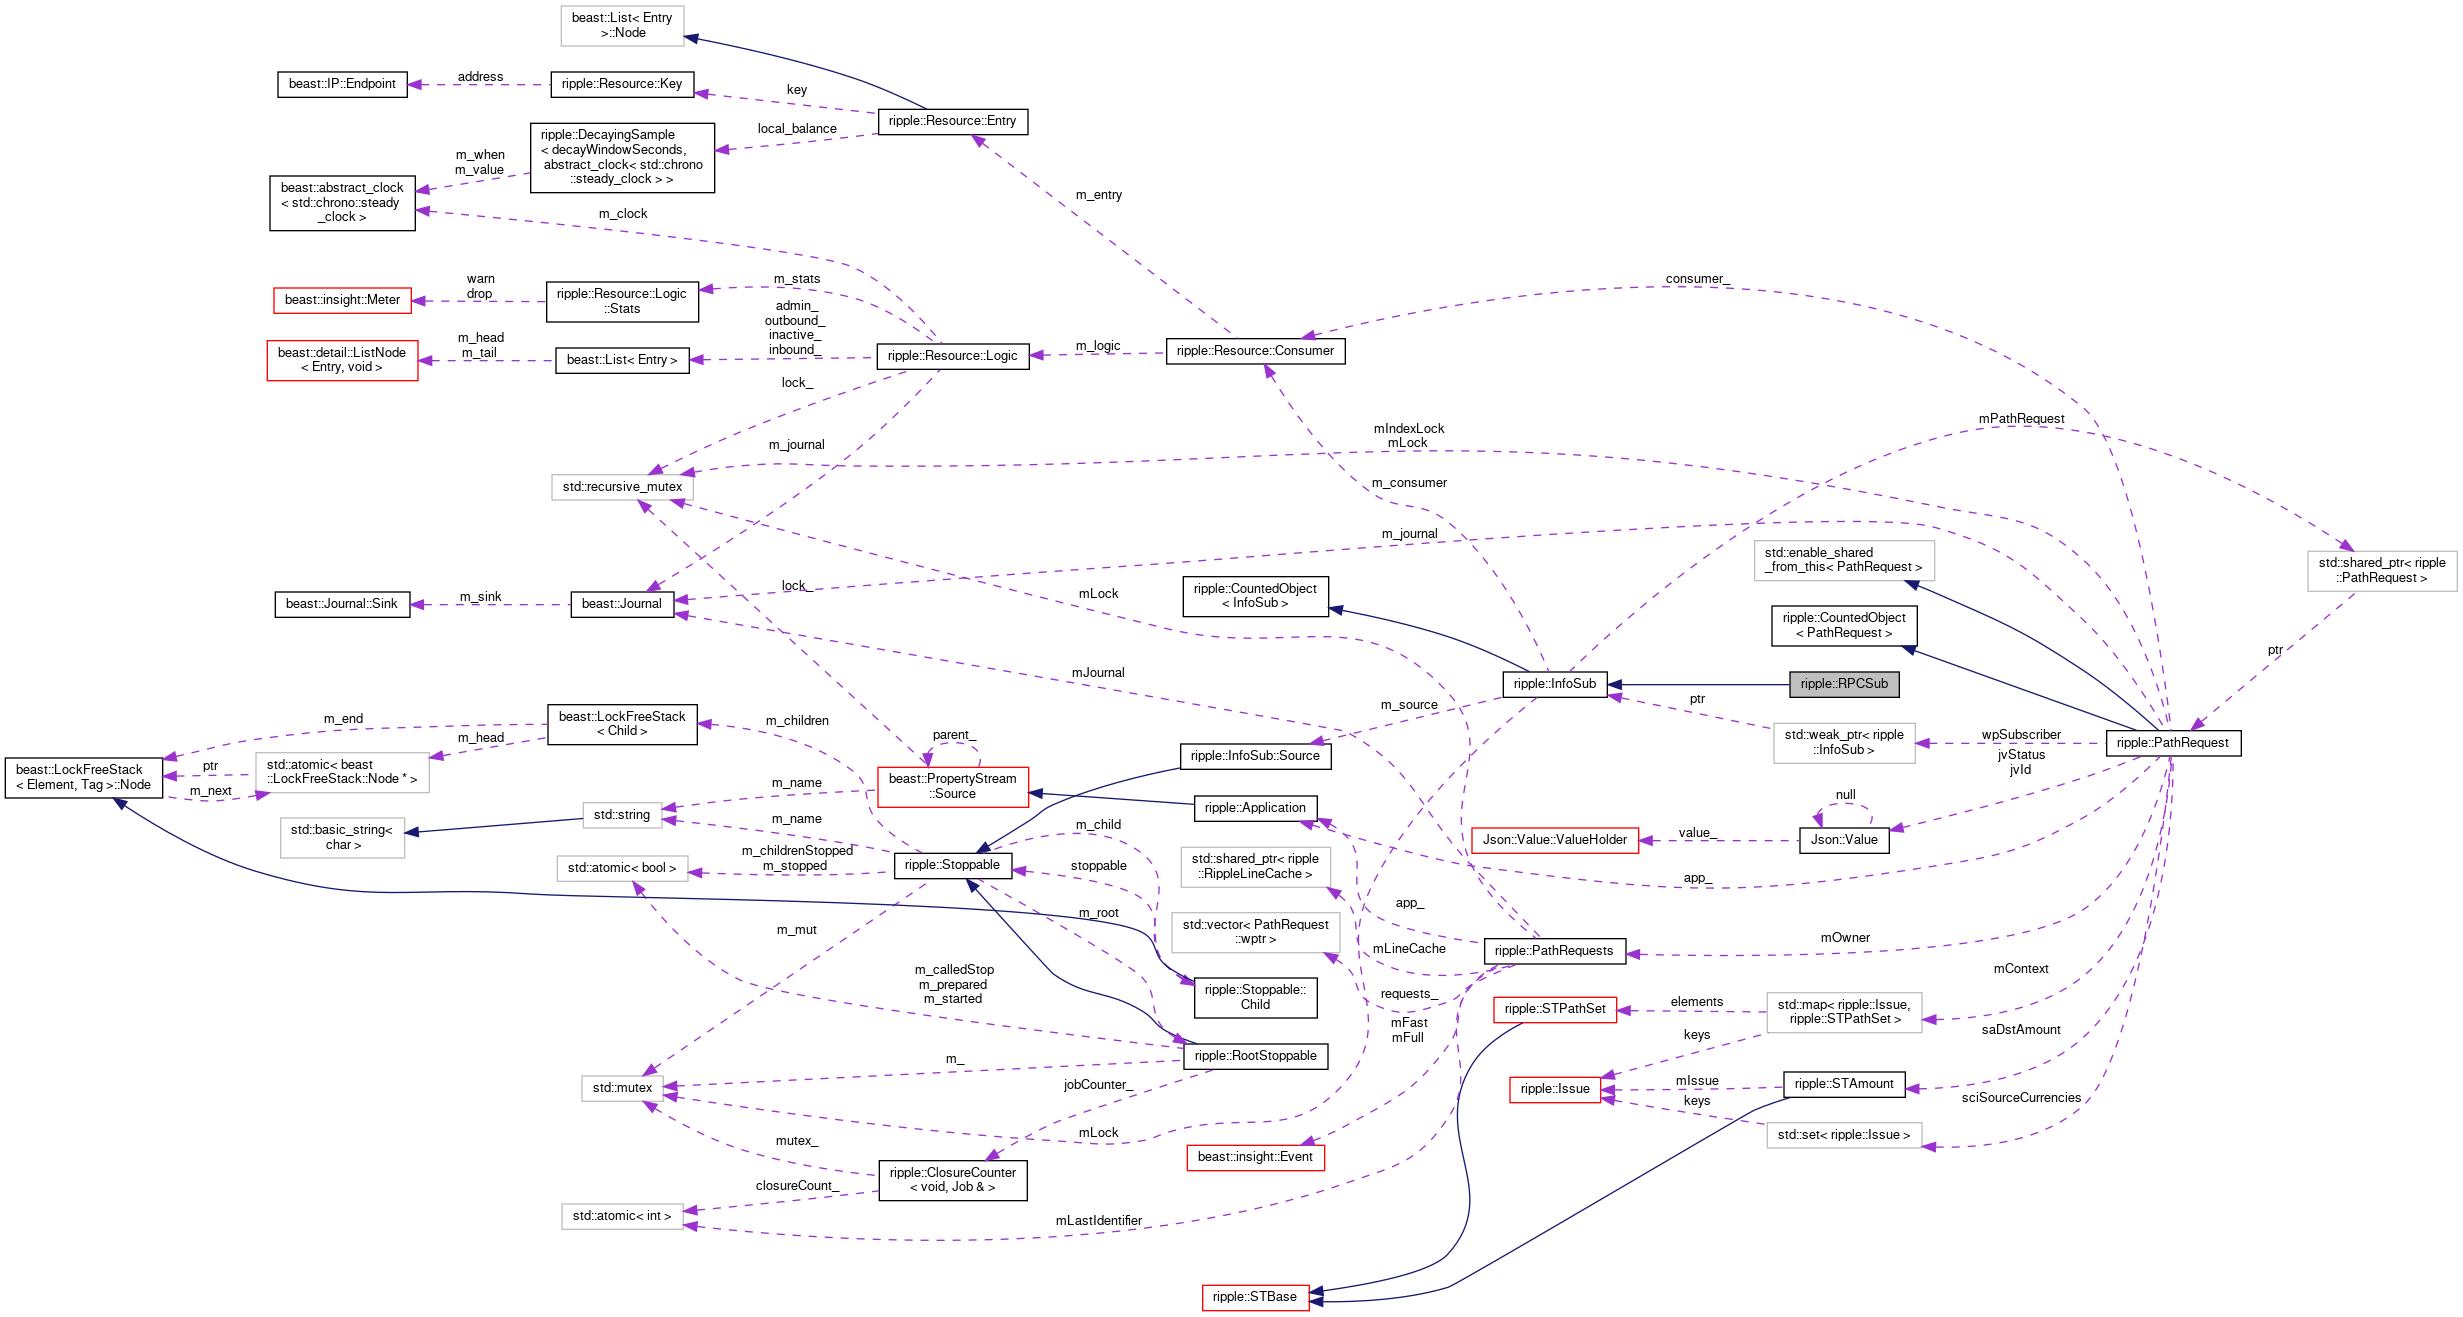 beast::List< Entry
>::Node
beast::IP::Endpoint
address
ripple::Resource::Key
key
ripple::Resource::Entry
local_balance
ripple::DecayingSample
< decayWindowSeconds,
abstract_clock< std::chrono
::steady_clock > >
m_when
m_value
beast::abstract_clock
< std::chrono::steady
_clock >
m_clock
m_entry
beast::insight::Meter
warn
drop
ripple::Resource::Logic
::Stats
m_stats
admin_
outbound_
inactive_
inbound_
beast::detail::ListNode
< Entry, void >
m_head
m_tail
beast::List< Entry >
ripple::Resource::Logic
m_logic
ripple::Resource::Consumer
consumer_
lock_
m_journal
std::recursive_mutex
mIndexLock
mLock
m_consumer
mPathRequest
m_journal
std::enable_shared
_from_this< PathRequest >
std::shared_ptr< ripple
::PathRequest >
beast::Journal::Sink
m_sink
beast::Journal
lock_
mLock
ripple::CountedObject
< InfoSub >
ripple::CountedObject
< PathRequest >
ptr
mJournal
ripple::InfoSub
ripple::RPCSub
m_source
ptr
std::weak_ptr< ripple
::InfoSub >
wpSubscriber
ripple::PathRequest
jvStatus
jvId
beast::LockFreeStack
< Element, Tag >::Node
m_end
m_head
ptr
m_next
std::atomic< beast
::LockFreeStack::Node * >
beast::LockFreeStack
< Child >
m_children
parent_
beast::PropertyStream
::Source
m_name
m_name
std::string
std::basic_string<
char >
ripple::InfoSub::Source
ripple::Application
null
Json::Value::ValueHolder
value_
Json::Value
m_child
stoppable
std::atomic< bool >
m_childrenStopped
m_stopped
ripple::Stoppable
std::shared_ptr< ripple
::RippleLineCache >
app_
app_
m_root
m_mut
std::vector< PathRequest
::wptr >
mLineCache
ripple::PathRequests
mOwner
m_calledStop
m_prepared
m_started
ripple::Stoppable::
Child
requests_
mFast
mFull
ripple::STPathSet
elements
std::map< ripple::Issue,
ripple::STPathSet >
mContext
keys
saDstAmount
ripple::RootStoppable
m_
std::mutex
jobCounter_
ripple::Issue
mIssue
keys
ripple::STAmount
sciSourceCurrencies
std::set< ripple::Issue >
mLock
mutex_
beast::insight::Event
ripple::ClosureCounter
< void, Job & >
closureCount_
std::atomic< int >
mLastIdentifier
ripple::STBase